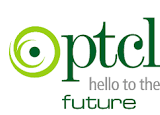 ptcl
hello to the
future